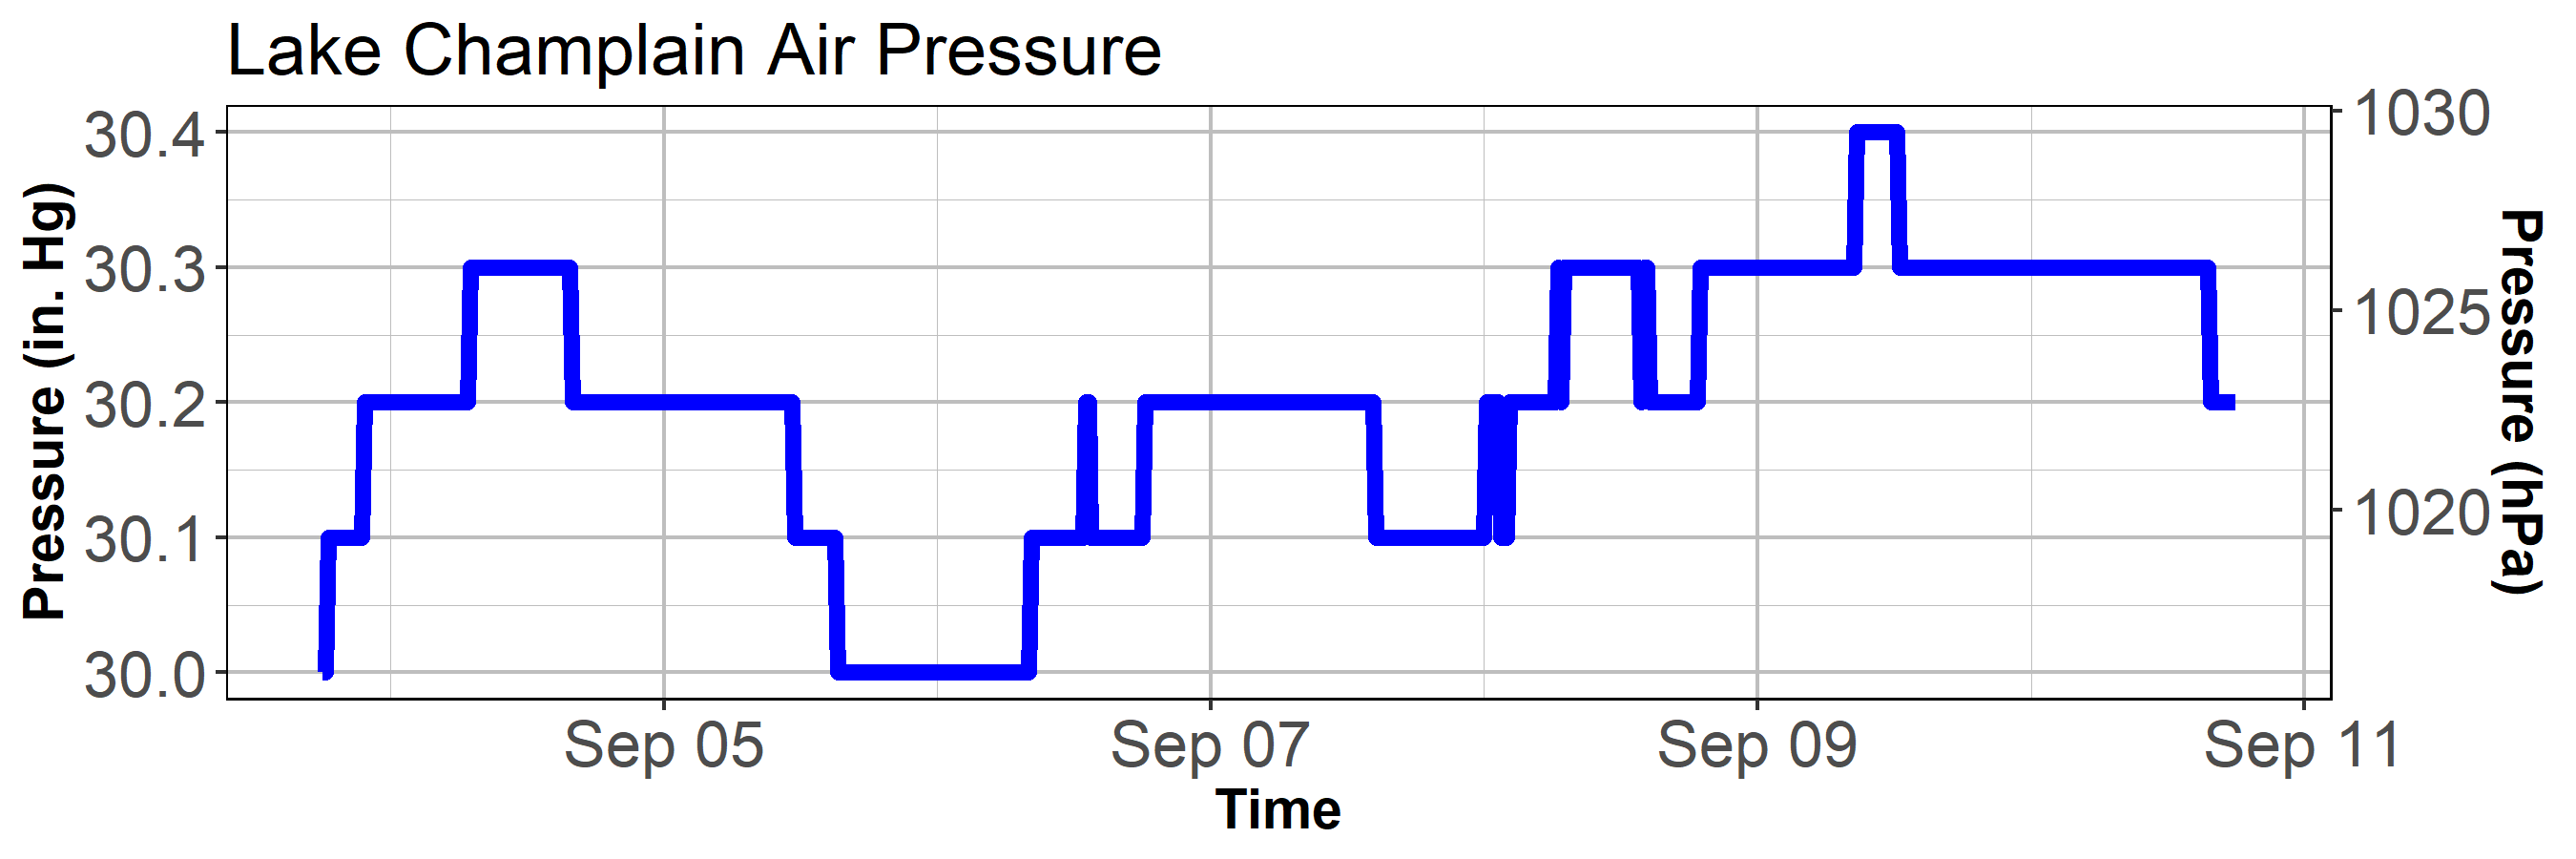 Lake Champlain Air Pressure
30.4
30.3
30.2
30.1
30.0
Pressure (in. Hg)
1030
1025
1020
Pressure (hPa)
Sep 05
Sep 07
Sep 09
Sep 11
Time